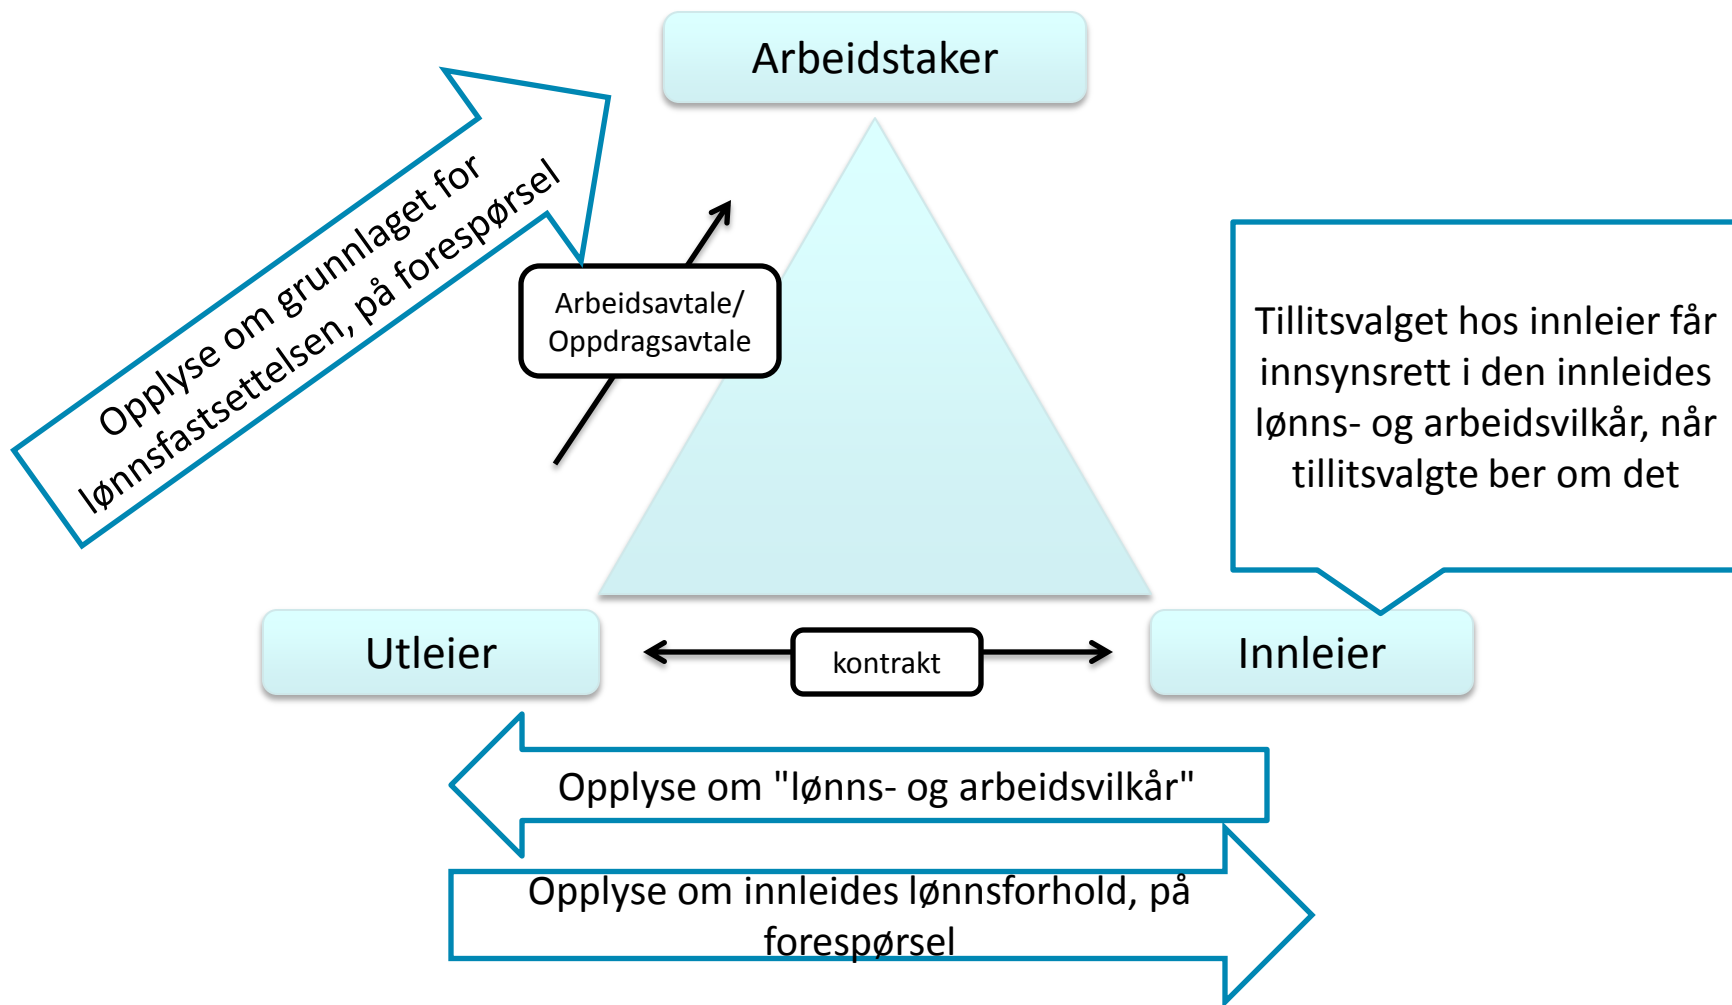 Arbeidstaker
Opplyse om grunnlaget for
lønnsfastsettelsen, på forespørsel
Arbeidsavtale/
Oppdragsavtale
Tillitsvalget hos innleier får
innsynsrett i den innleides
lønns- og arbeidsvilkår, når
tillitsvalgte ber om det
Utleier
kontrakt
Innleier
Opplyse om "lønns- og arbeidsvilkår"
Opplyse om innleides lønnsforhold, på
forespørsel